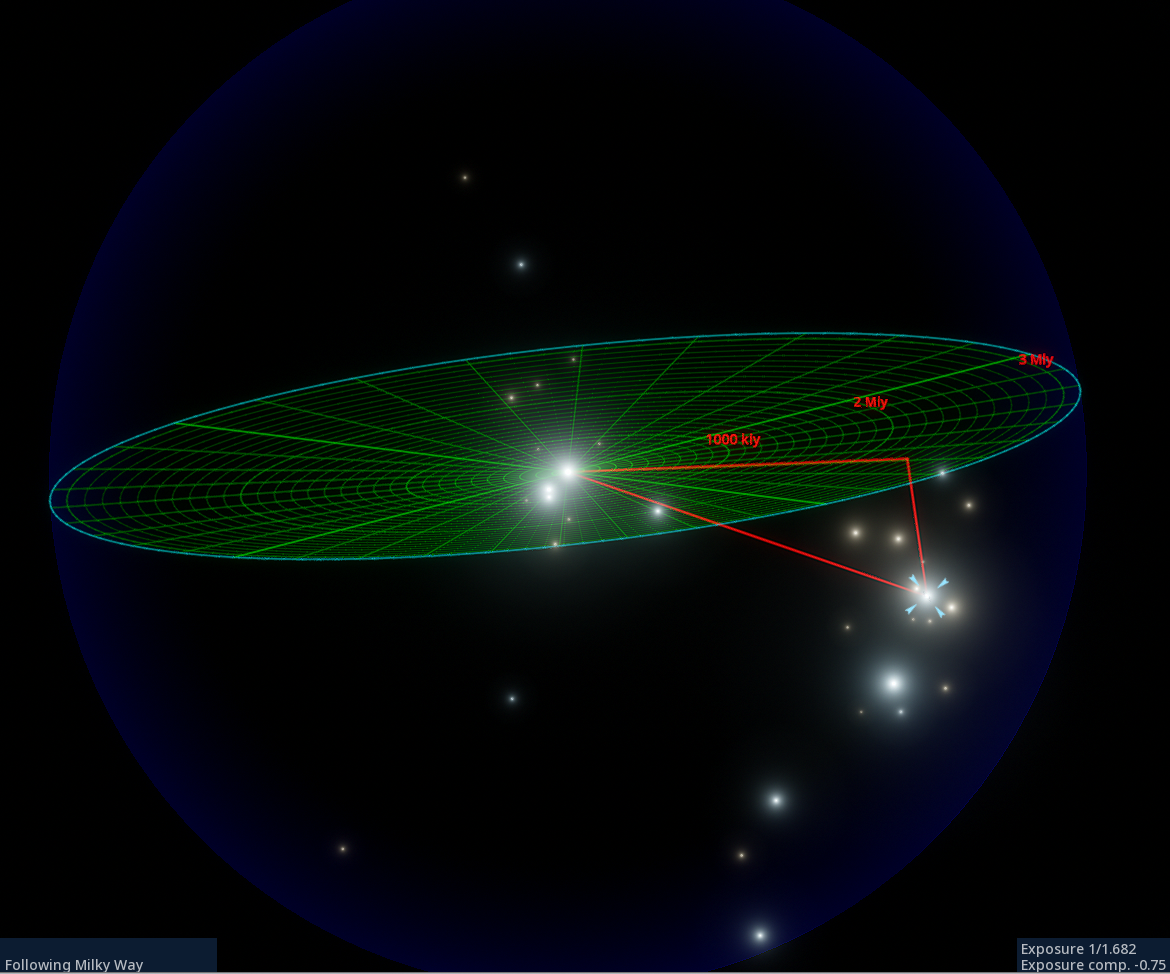 3 Mly
2 Mly
1000 kly
Following Milky Way
Exposure 1/1.682
Exposure comp. -0.75